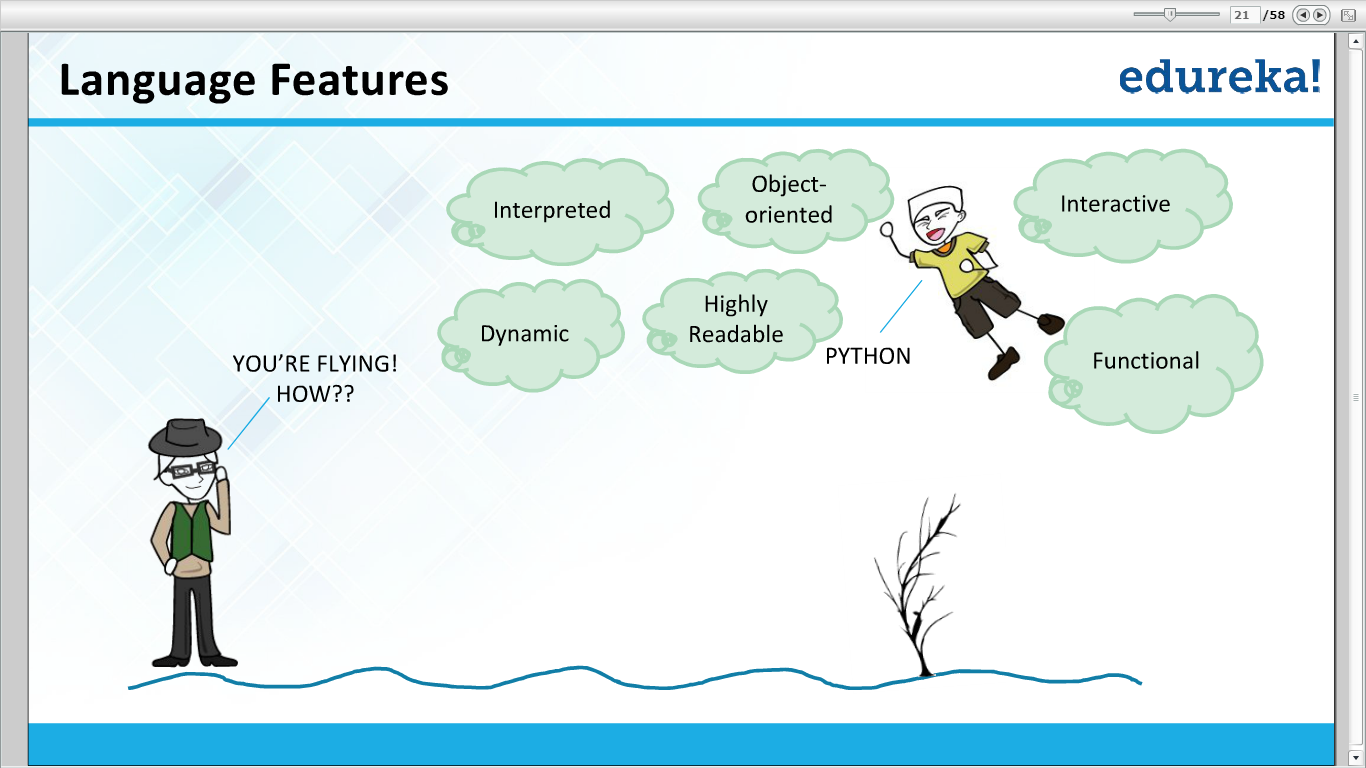 21 /58
Language Features
edureka!
Interpreted
Object-
oriented
Interactive
Dynamic
Highly
Readable
PYTHON
Functional
YOU’RE FLYING!
HOW??